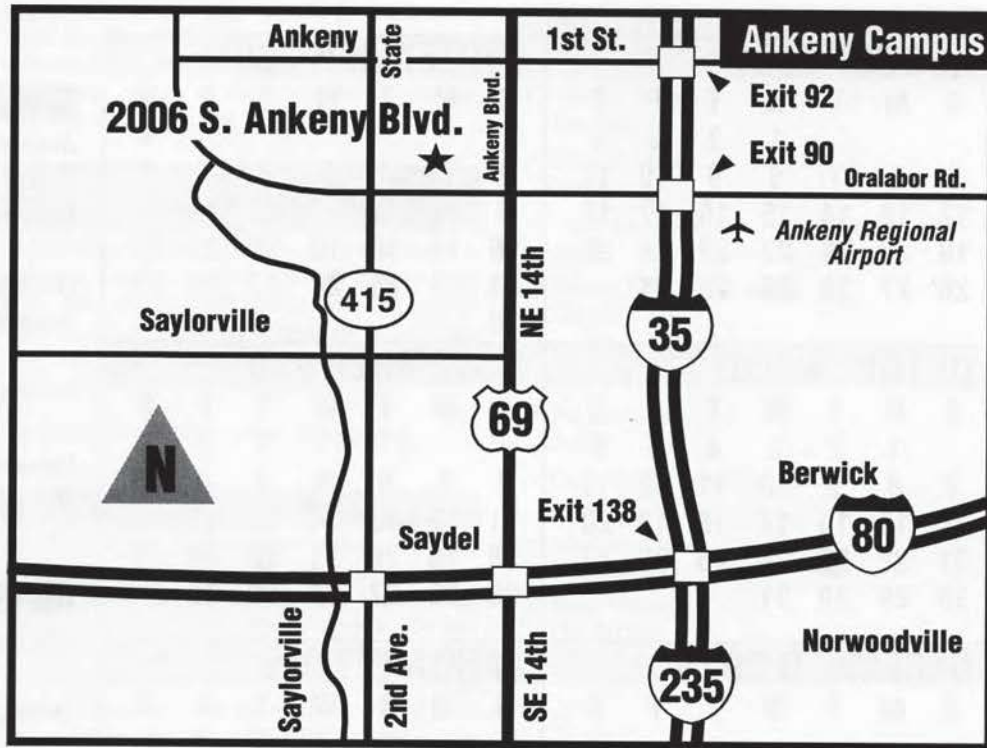 Ankeny
State
1st St.
Ankeny Campus
Exit 92
2006 S. Ankeny Blvd.
Ankeny Blvd.
Exit 90
Oralabor Rd.
Ankeny Regional
Airport
415
NE 14th
Saylorville
35
69
N
Berwick
Exit 138
80
Saydel
Norwoodville
Saylorville
2nd Ave.
SE 14th
235